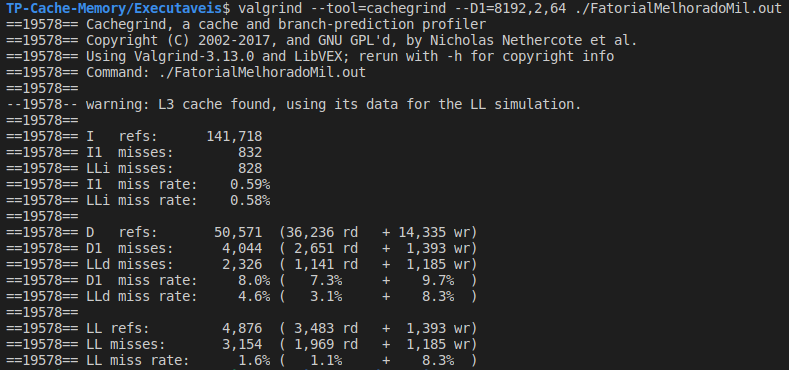 TP-Cache-Memory/Executaveis$ valgrind --tool=cachegrind --D1=8192,2,64 ./FatorialMelhoradoMil.out
==19578== Cachegrind, a cache and branch-prediction profiler
==19578== Copyright (C) 2002-2017, and GNU GPL'd, by Nicholas Nethercote et al.
==19578== Using Valgrind-3.13.0 and LibVEX; rerun with -h for copyright info
==19578== Command: ./FatorialMelhoradoMil.out
==19578==
--19578-- warning: L3 cache found, using its data for the LL simulation.
==19578==
==19578== I   refs:      141,718
==19578== I1  misses:        832
==19578== LLi misses:        828
==19578== I1  miss rate:    0.59%
==19578== LLi miss rate:    0.58%
==19578==
==19578== D   refs:       50,571  (36,236 rd   + 14,335 wr)
==19578== D1  misses:      4,044  ( 2,651 rd   +  1,393 wr)
==19578== LLd misses:      2,326  ( 1,141 rd   +  1,185 wr)
==19578== D1  miss rate:     8.0% (   7.3%     +    9.7%  )
==19578== LLd miss rate:     4.6% (   3.1%     +    8.3%  )
==19578==
==19578== LL refs:         4,876  ( 3,483 rd   +  1,393 wr)
==19578== LL misses:       3,154  ( 1,969 rd   +  1,185 wr)
==19578== LL miss rate:      1.6% (   1.1%     +    8.3%  )